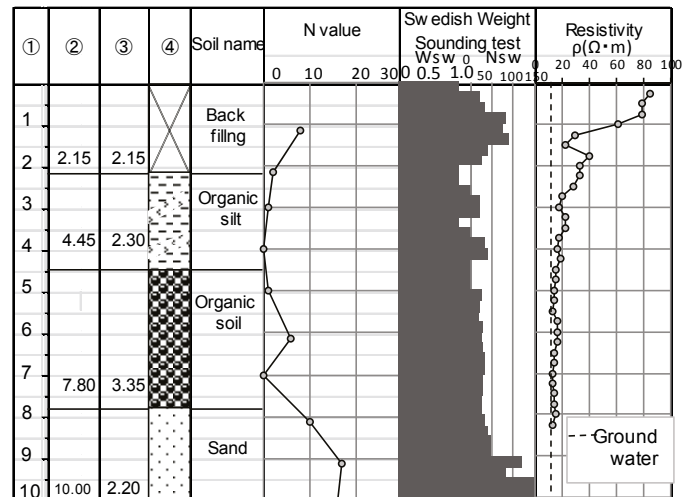 ① ② ③ ④ Soil name
N value
0 10 20 30
Swedish Weight
Sounding test
Wsw 0 Nsw
0 0.5 1.0 50 100 150
Resistivity
ρ(Ω・m)
0 20 40 60 80 100
1
Back
fillng
2 2.15 2.15
Organic
silt
3
4 4.45 2.30
5
Organic
soil
6
7 7.80 3.35
8
Sand
9
10 10.00 2.20
Ground
water